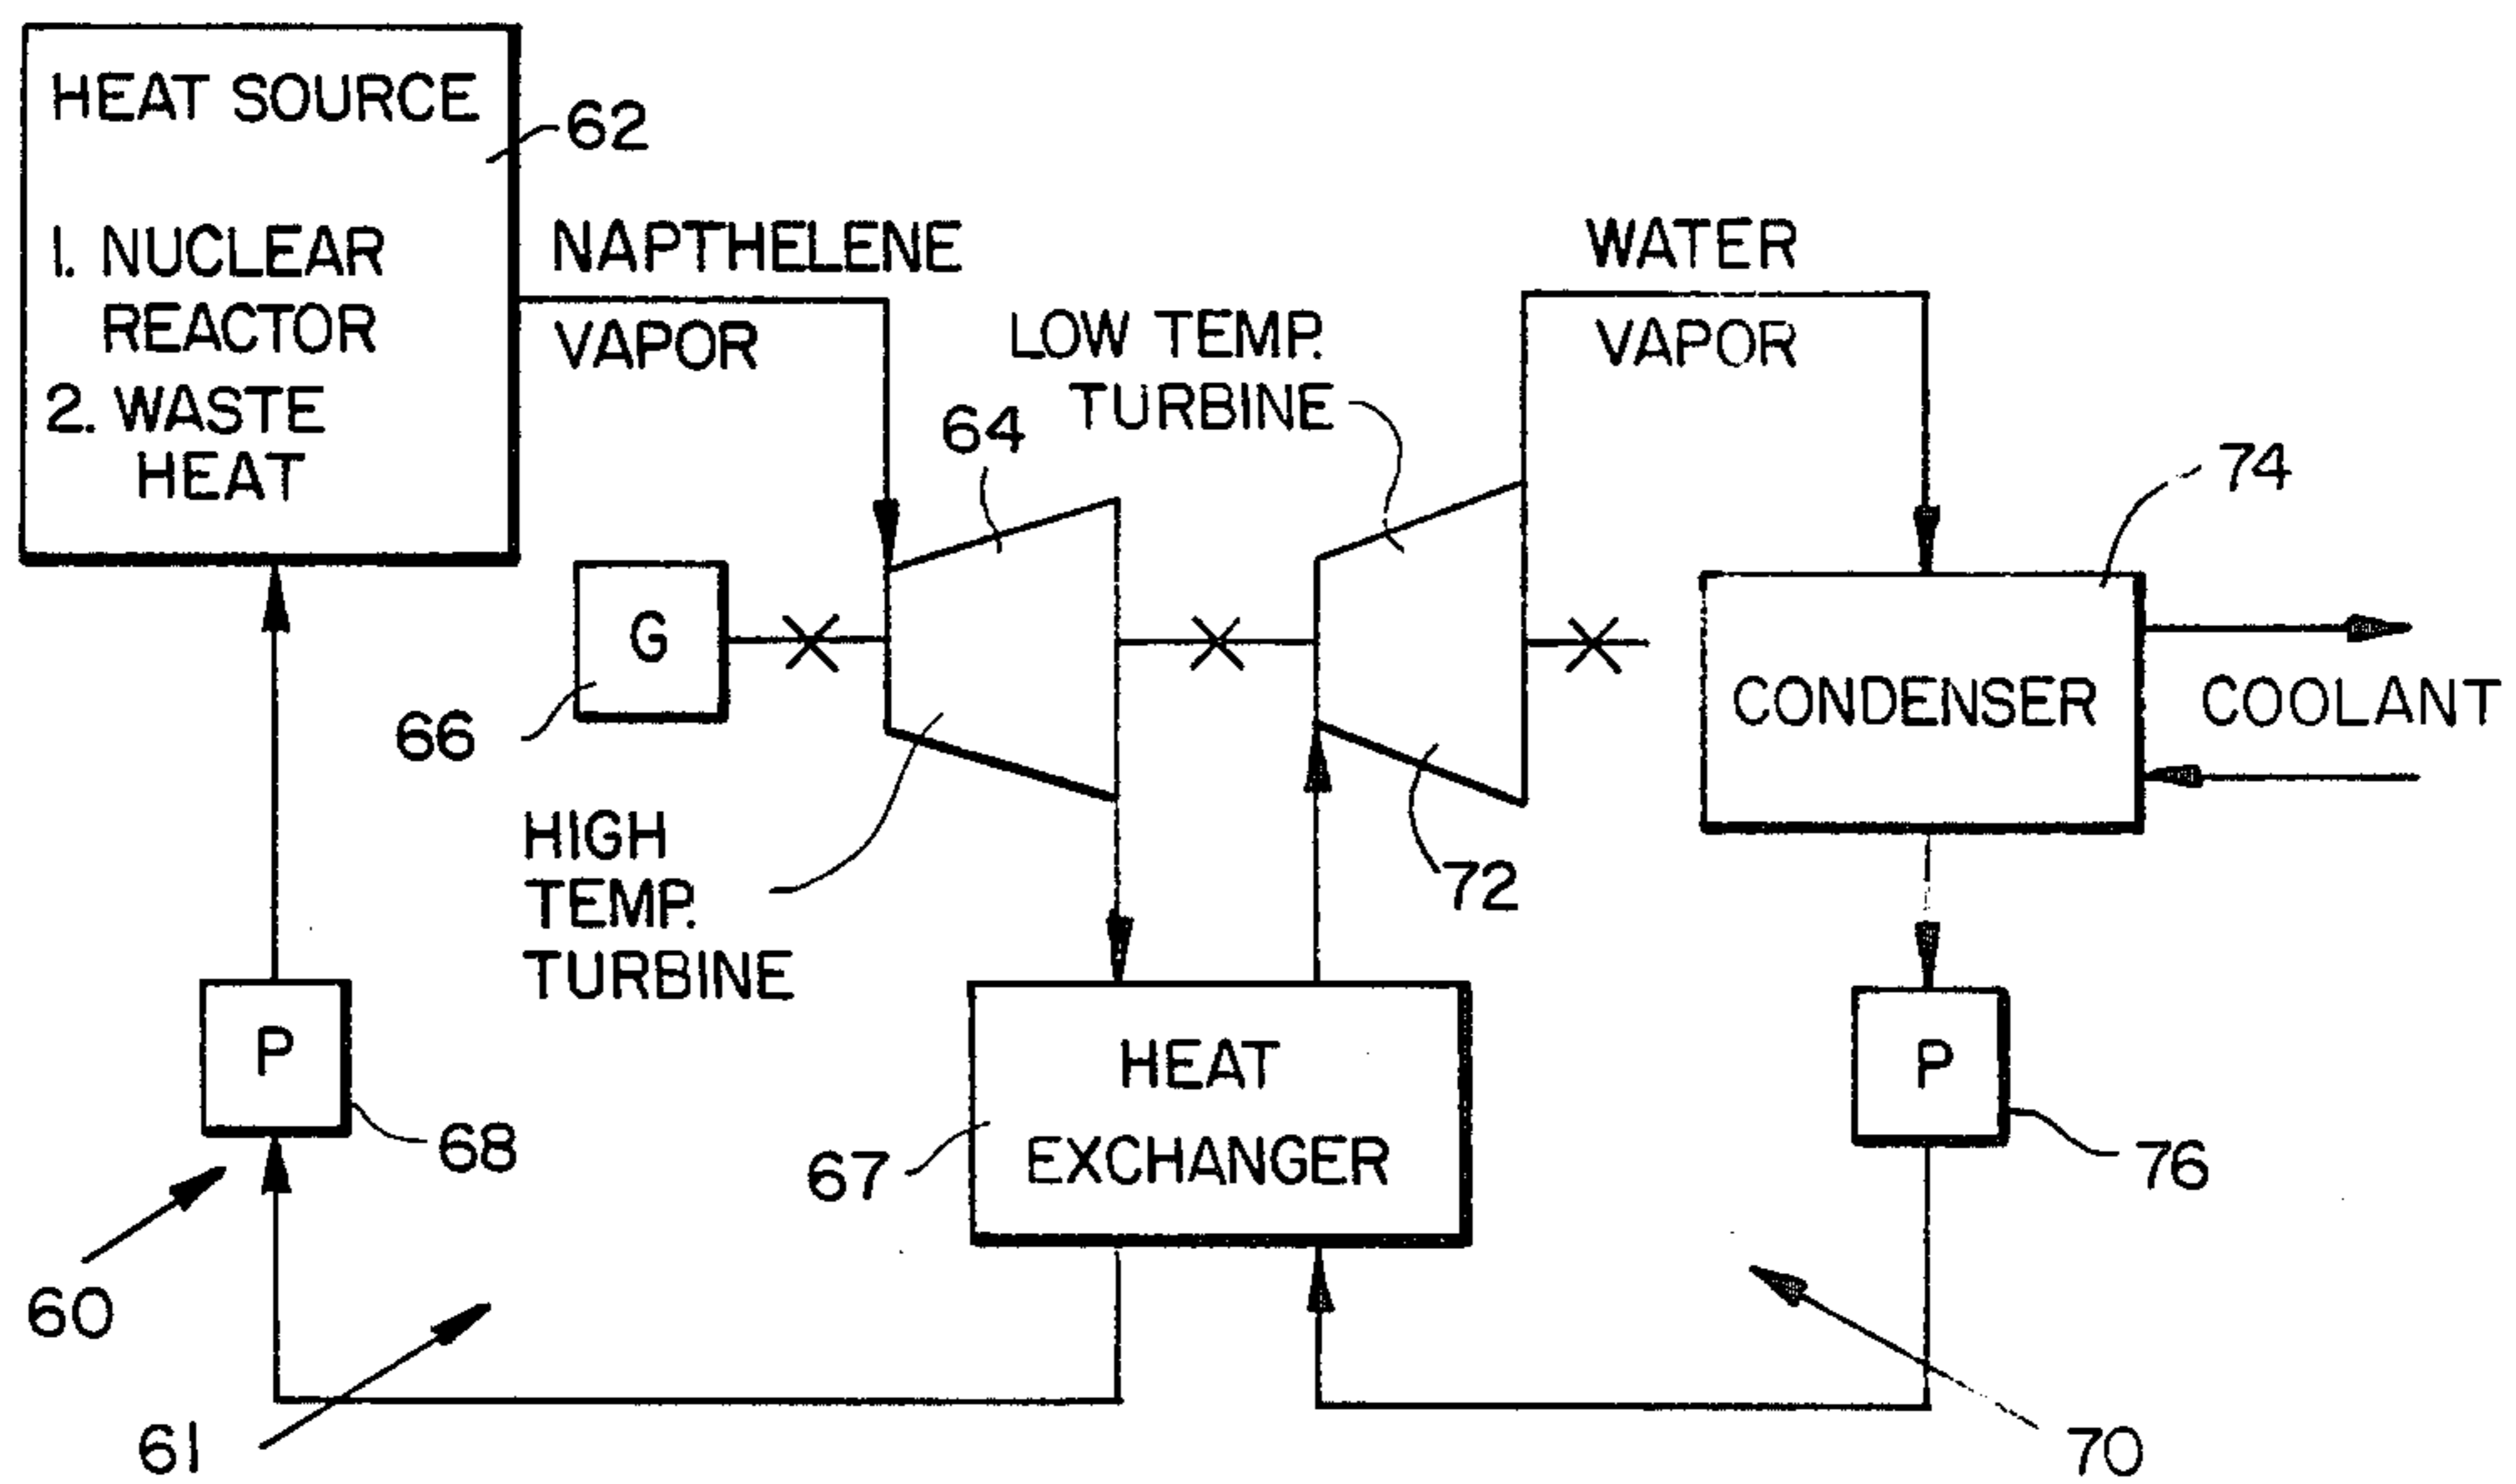 HEAT SOURCE
62
1. NUCLEAR
REACTOR
2. WASTE
HEAT
NAPTHELENE
VAPOR
WATER
VAPOR
LOW TEMP.
TURBINE
64
74
G
66
CONDENSER
COOLANT
HIGH
TEMP.
TURBINE
72
P
68
HEAT
EXCHANGER
67
P
76
60
61
70